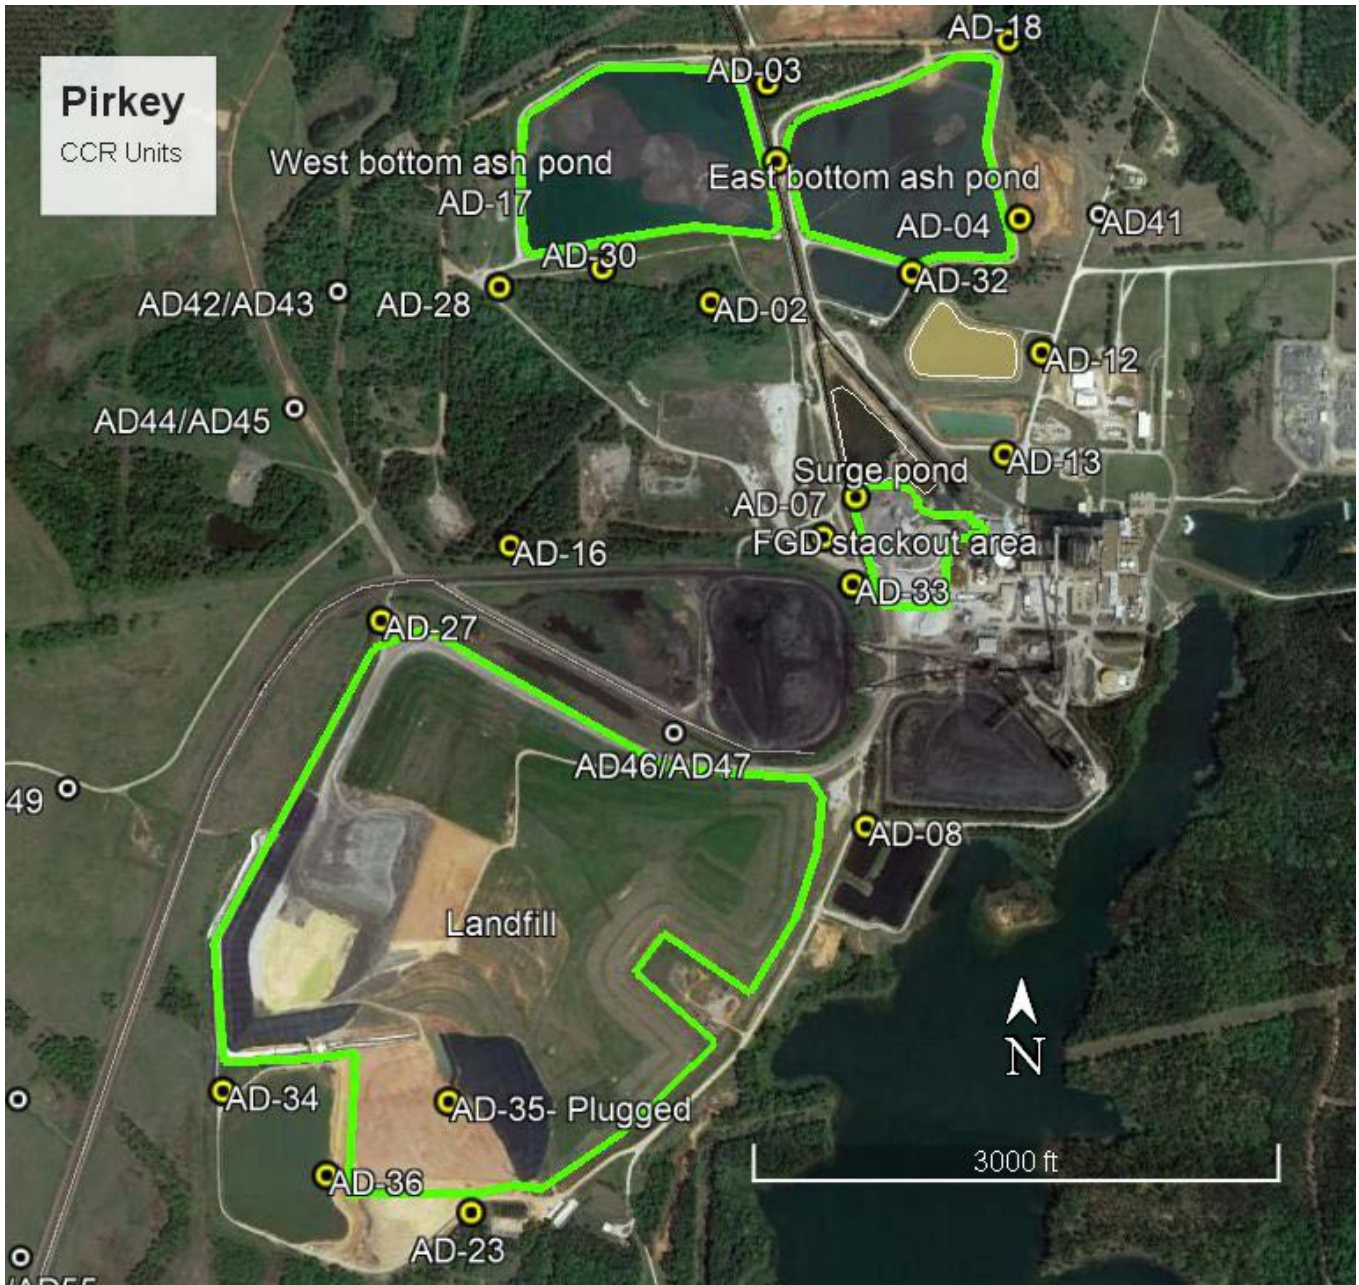 Pirkey
CCR Units
AD-18
AD-03
West bottom ash pond
East bottom ash pond
AD-17
AD-04
AD41
AD-30
AD-32
AD42/AD43
AD-28
AD-02
AD-12
AD44/AD45
AD-13
Surge pond
AD-07
FGD stackout area
AD-16
AD-33
AD-27
AD46/AD47
49
AD-08
Landfill
N
AD-34
AD-35- Plugged
3000 ft
AD-36
AD-23
/AD55